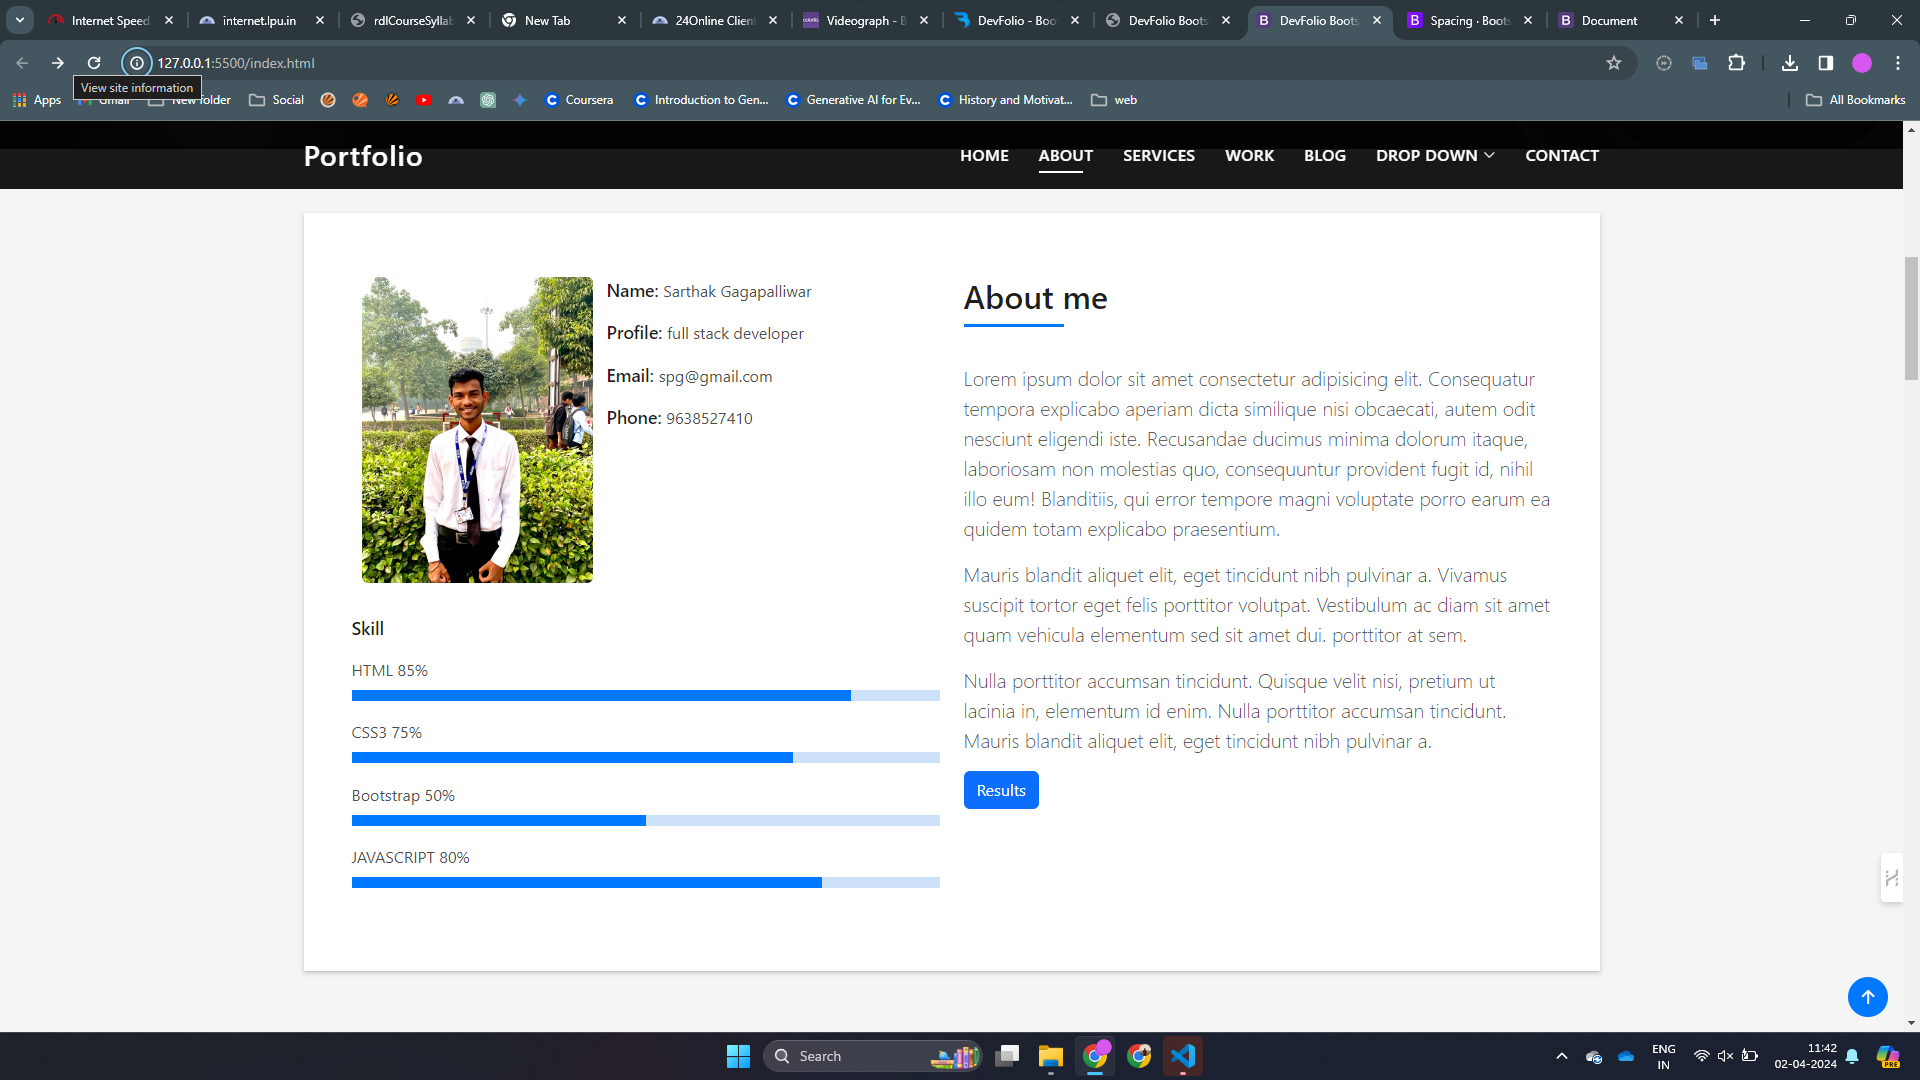 Internet Speed
internet.lpu.in
rdlCourseSyllab
New Tab
24Online Client
Videograph - B
DevFolio - Boo
DevFolio Boots
DevFolio Boots
Spacing · Boots
Document
127.0.0.1:5500/index.html
View site information
Apps
Gmail
New folder
Social
Coursera
Introduction to Gen...
Generative AI for Ev...
History and Motivat...
web
All Bookmarks
Portfolio
HOME
ABOUT
SERVICES
WORK
BLOG
DROP DOWN
CONTACT
Name: Sarthak Gagapalliwar
Profile: full stack developer
Email: spg@gmail.com
Phone: 9638527410
Skill
HTML 85%
CSS3 75%
Bootstrap 50%
JAVASCRIPT 80%
About me
Lorem ipsum dolor sit amet consectetur adipisicing elit. Consequatur
tempora explicabo aperiam dicta similique nisi obcaecati, autem odit
nesciunt eligendi iste. Recusandae ducimus minima dolorum itaque,
laboriosam non molestias quo, consequuntur provident fugit id, nihil
illo eum! Blanditiis, qui error tempore magni voluptate porro earum ea
quidem totam explicabo praesentium.
Mauris blandit aliquet elit, eget tincidunt nibh pulvinar a. Vivamus
suscipit tortor eget felis porttitor volutpat. Vestibulum ac diam sit amet
quam vehicula elementum sed sit amet dui. porttitor at sem.
Nulla porttitor accumsan tincidunt. Quisque velit nisi, pretium ut
lacinia in, elementum id enim. Nulla porttitor accumsan tincidunt.
Mauris blandit aliquet elit, eget tincidunt nibh pulvinar a.
Results
Search
ENG
IN
11:42
02-04-2024
PRE